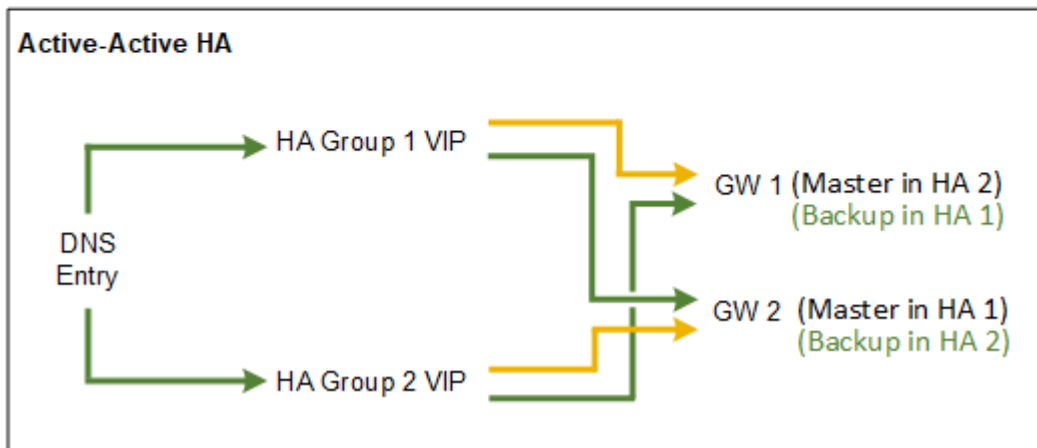 Active-Active HA
HA Group 1 VIP
GW 1 (Master in HA 2)
(Backup in HA 1)
DNS
Entry
GW 2 (Master in HA 1)
(Backup in HA 2)
HA Group 2 VIP